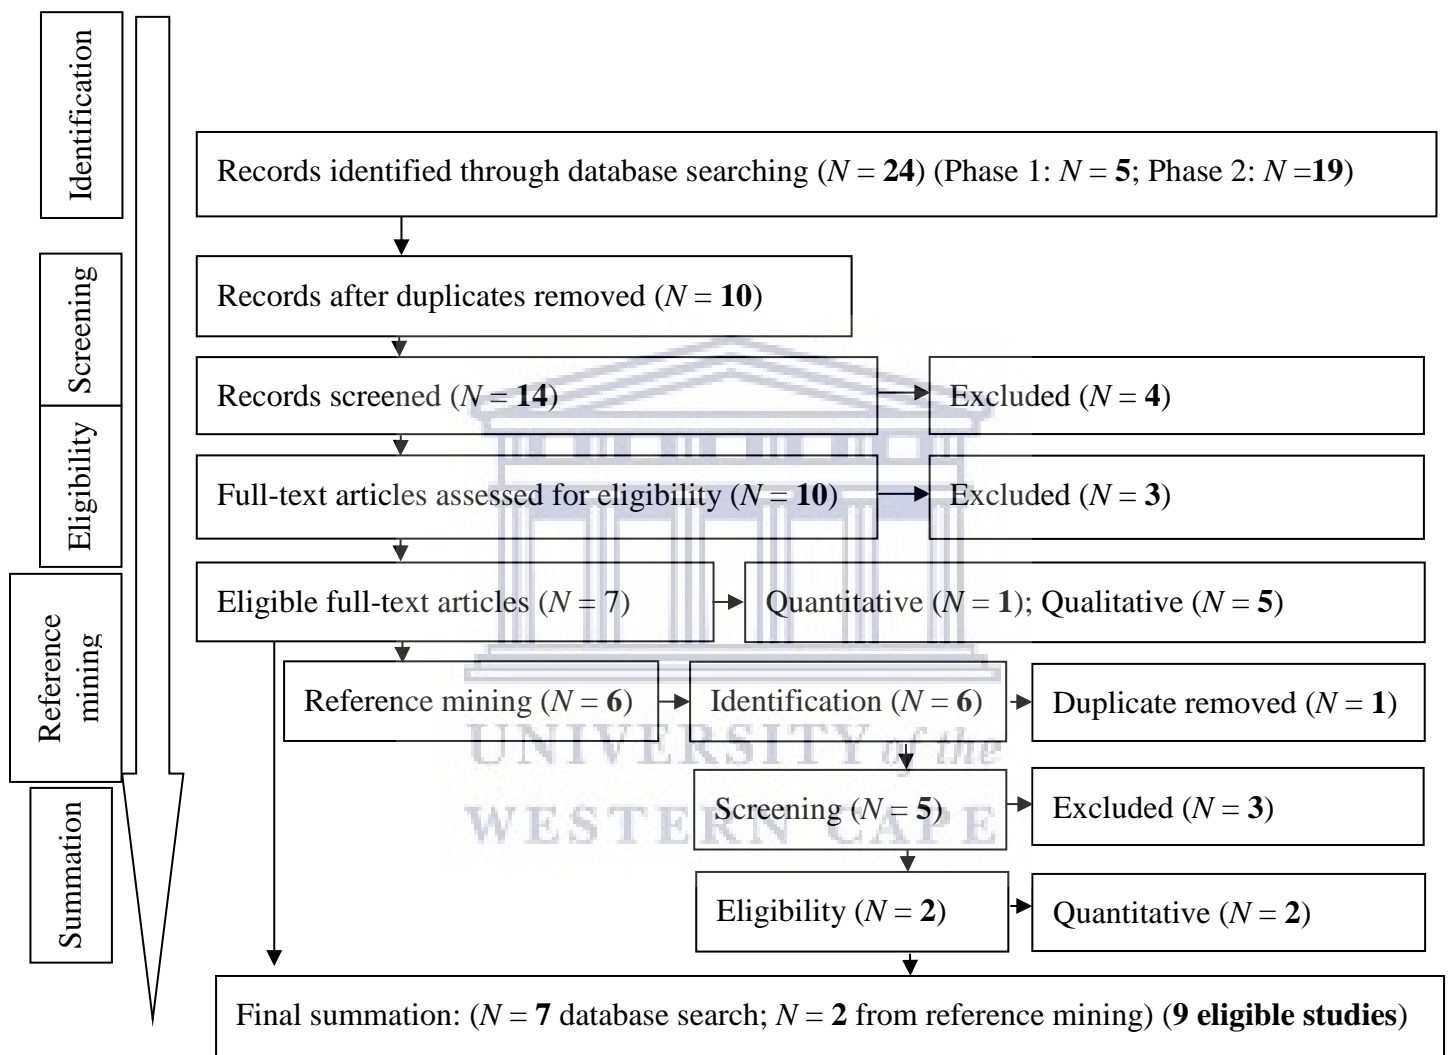 Identification
Records identified through database searching (N = 24) (Phase 1: N = 5; Phase 2: N =19)
Screening
Records after duplicates removed (N = 10)
Records screened (N = 14)
Excluded (N = 4)
Eligibility
Full-text articles assessed for eligibility (N = 10)
Excluded (N = 3)
Reference
mining
Eligible full-text articles (N = 7)
Quantitative (N = 1); Qualitative (N = 5)
Reference mining (N = 6)
Identification (N = 6)
Duplicate removed (N = 1)
UNIVERSITY of the
WESTERN CAPE
Screening (N = 5)
Excluded (N = 3)
Summation
Eligibility (N = 2)
Quantitative (N = 2)
Final summation: (N = 7 database search; N = 2 from reference mining) (9 eligible studies)